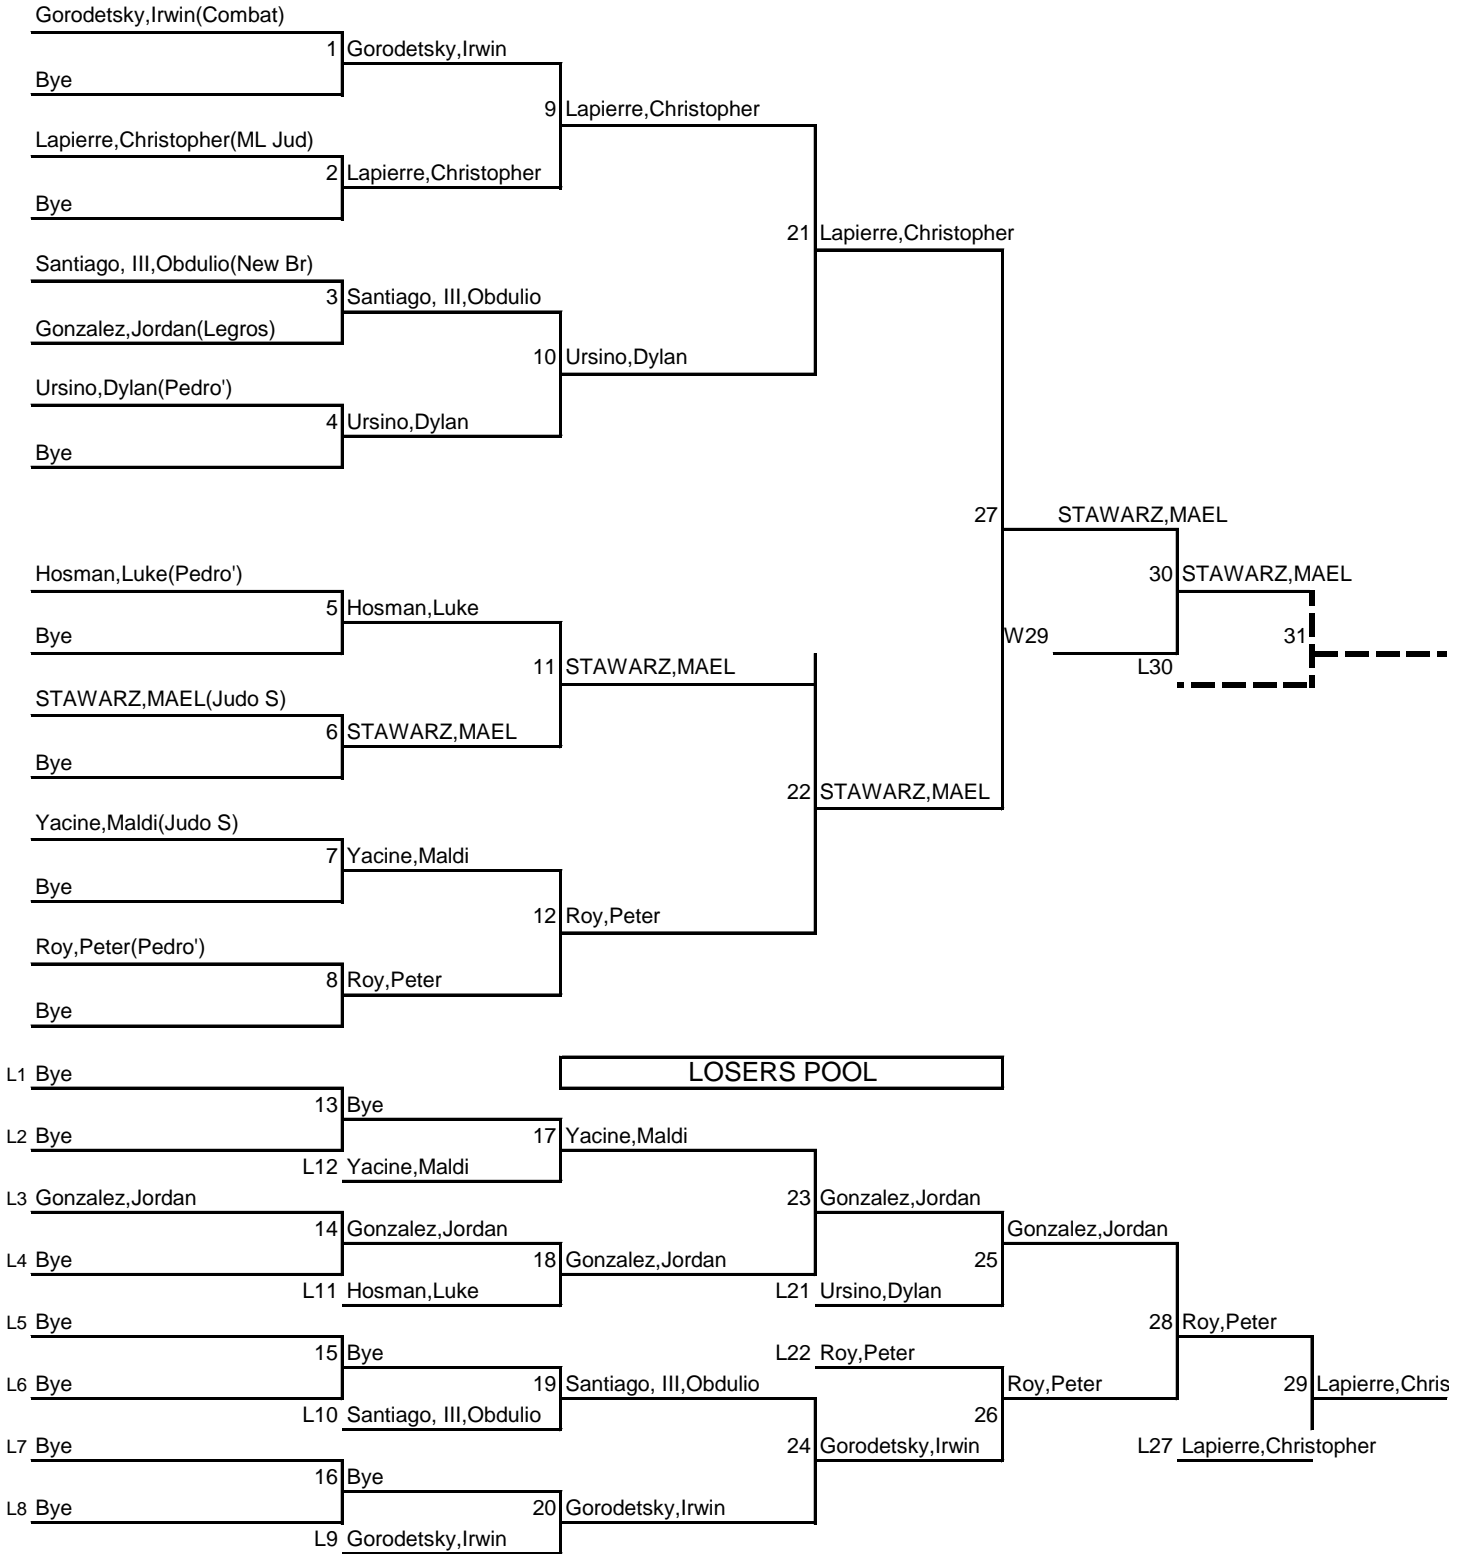 Gorodetsky,Irwin(Combat)
1 Gorodetsky,Irwin
Bye
9 Lapierre,Christopher
Lapierre,Christopher(ML Jud)
2 Lapierre,Christopher
Bye
21 Lapierre,Christopher
Santiago, III,Obdulio(New Br)
3 Santiago, III,Obdulio
Gonzalez,Jordan(Legros)
10 Ursino,Dylan
Ursino,Dylan(Pedro')
4 Ursino,Dylan
Bye
27 STAWARZ,MAEL
Hosman,Luke(Pedro')
30 STAWARZ,MAEL
5 Hosman,Luke
Bye
W29
31
11 STAWARZ,MAEL
L30
STAWARZ,MAEL(Judo S)
6 STAWARZ,MAEL
Bye
22 STAWARZ,MAEL
Yacine,Maldi(Judo S)
7 Yacine,Maldi
Bye
12 Roy,Peter
Roy,Peter(Pedro')
8 Roy,Peter
Bye
LOSERS POOL
L1 Bye
13 Bye
L2 Bye
17 Yacine,Maldi
L12 Yacine,Maldi
L3 Gonzalez,Jordan
23 Gonzalez,Jordan
14 Gonzalez,Jordan
Gonzalez,Jordan
L4 Bye
18 Gonzalez,Jordan
25
L11 Hosman,Luke
L21 Ursino,Dylan
L5 Bye
28 Roy,Peter
15 Bye
L22 Roy,Peter
L6 Bye
19 Santiago, III,Obdulio
Roy,Peter
29 Lapierre,Chris
L10 Santiago, III,Obdulio
26
L7 Bye
24 Gorodetsky,Irwin
L27 Lapierre,Christopher
16 Bye
L8 Bye
20 Gorodetsky,Irwin
L9 Gorodetsky,Irwin